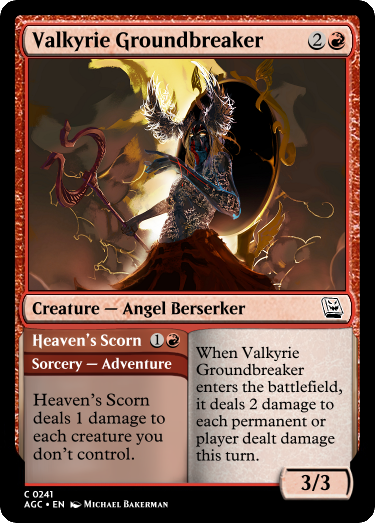 Valkyrie Groundbreaker 2
Creature — Angel Berserker
Heaven's Scorn 1
Sorcery — Adventure
Heaven's Scorn
deals 1 damage to
each creature you
don't control.
When Valkyrie
Groundbreaker
enters the battlefield,
it deals 2 damage to
each permanent or
player dealt damage
this turn.
3/3
C 0241
AGC • EN Michael Bakerman